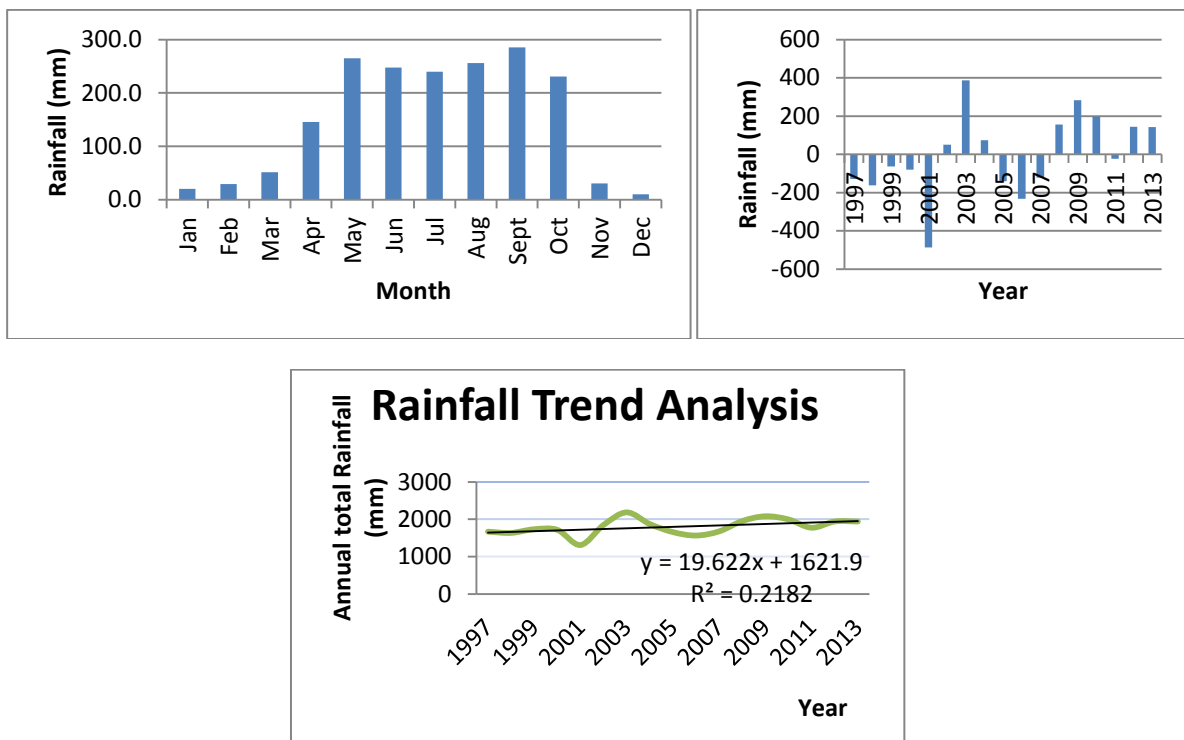 Rainfall (mm)
300.0
200.0
100.0
0.0
Jan
Feb
Mar
Apr
May
Jun
Jul
Aug
Sept
Oct
Nov
Dec
Month
Rainfall (mm)
600
400
200
0
-200
-400
-600
1997
1999
2001
2003
2005
2007
2009
2011
2013
Year
Rainfall Trend Analysis
Annual total Rainfall
(mm)
3000
2000
1000
0
y = 19.622x + 1621.9
R² = 0.2182
1997
1999
2001
2003
2005
2007
2009
2011
2013
Year